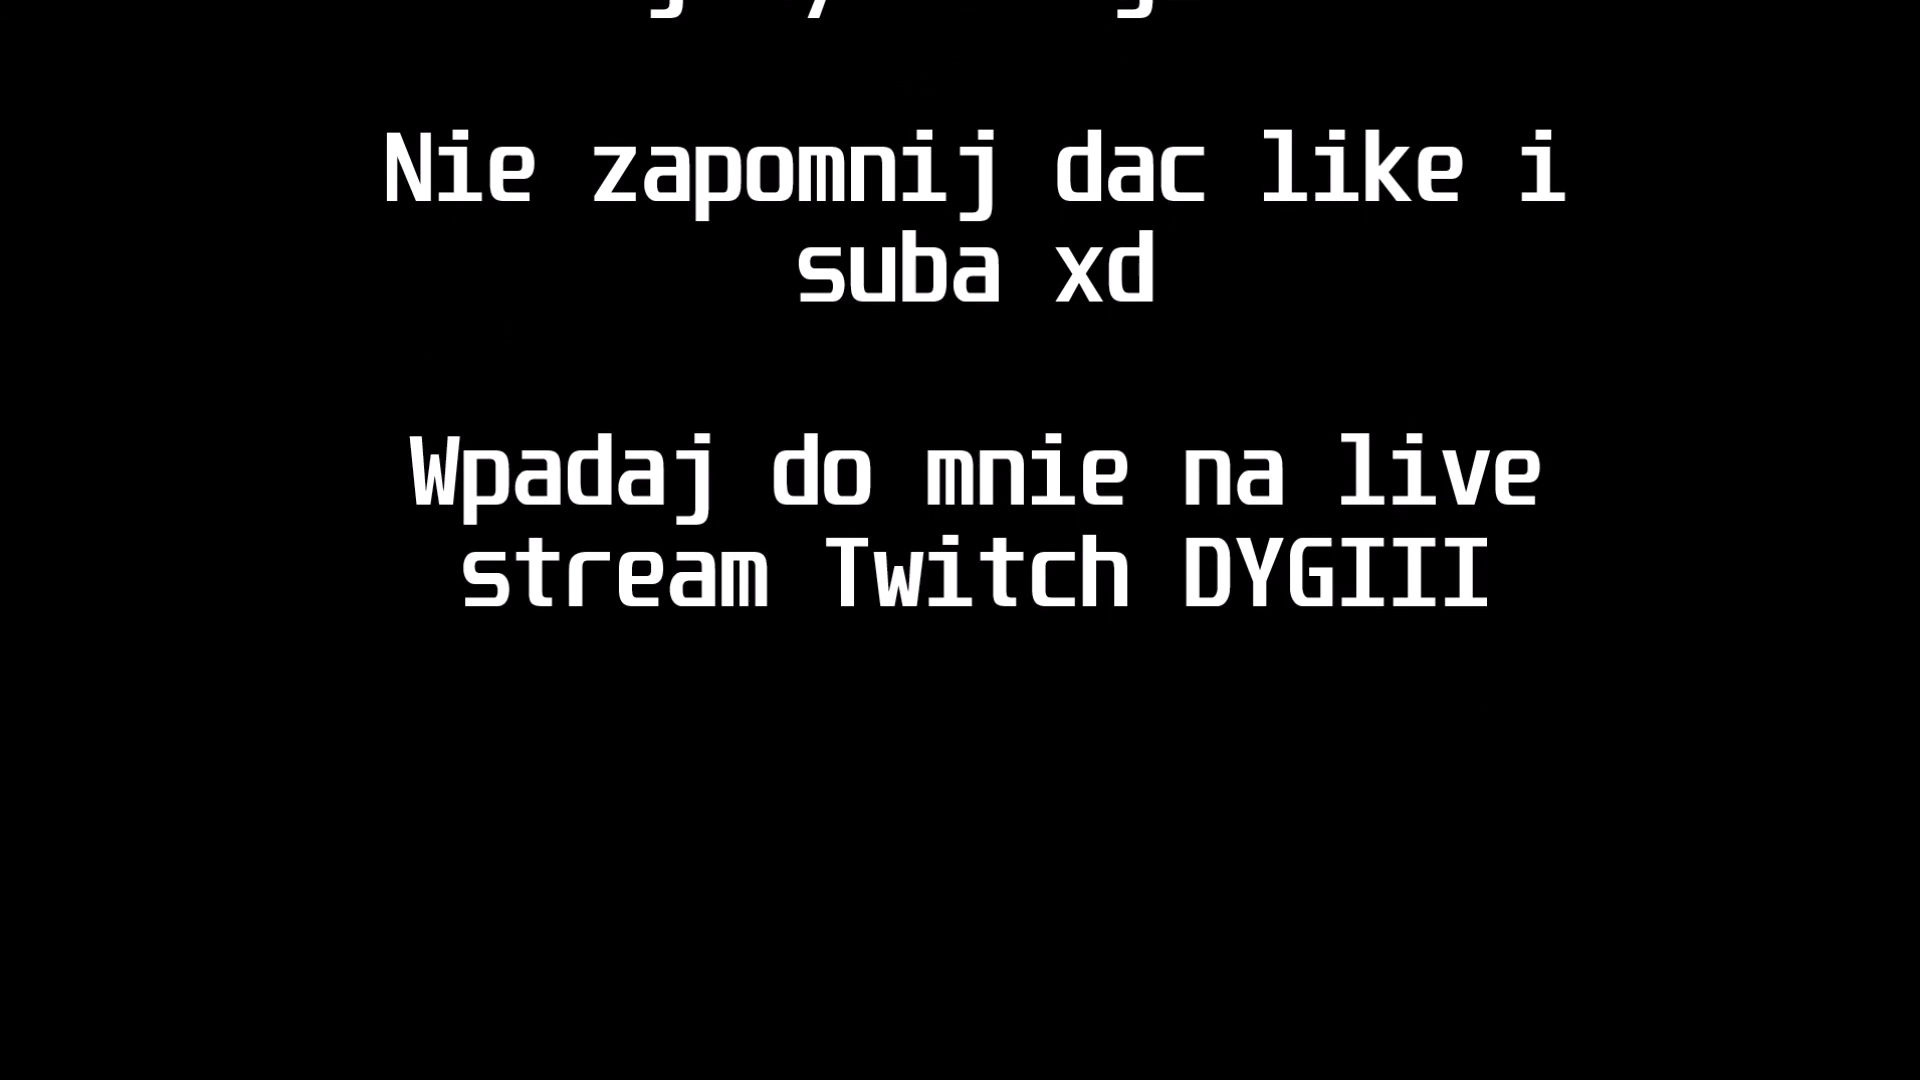 Nie zapomnij dac like i
suba xd
Wpadaj do mnie na live
stream Twitch DYGIII